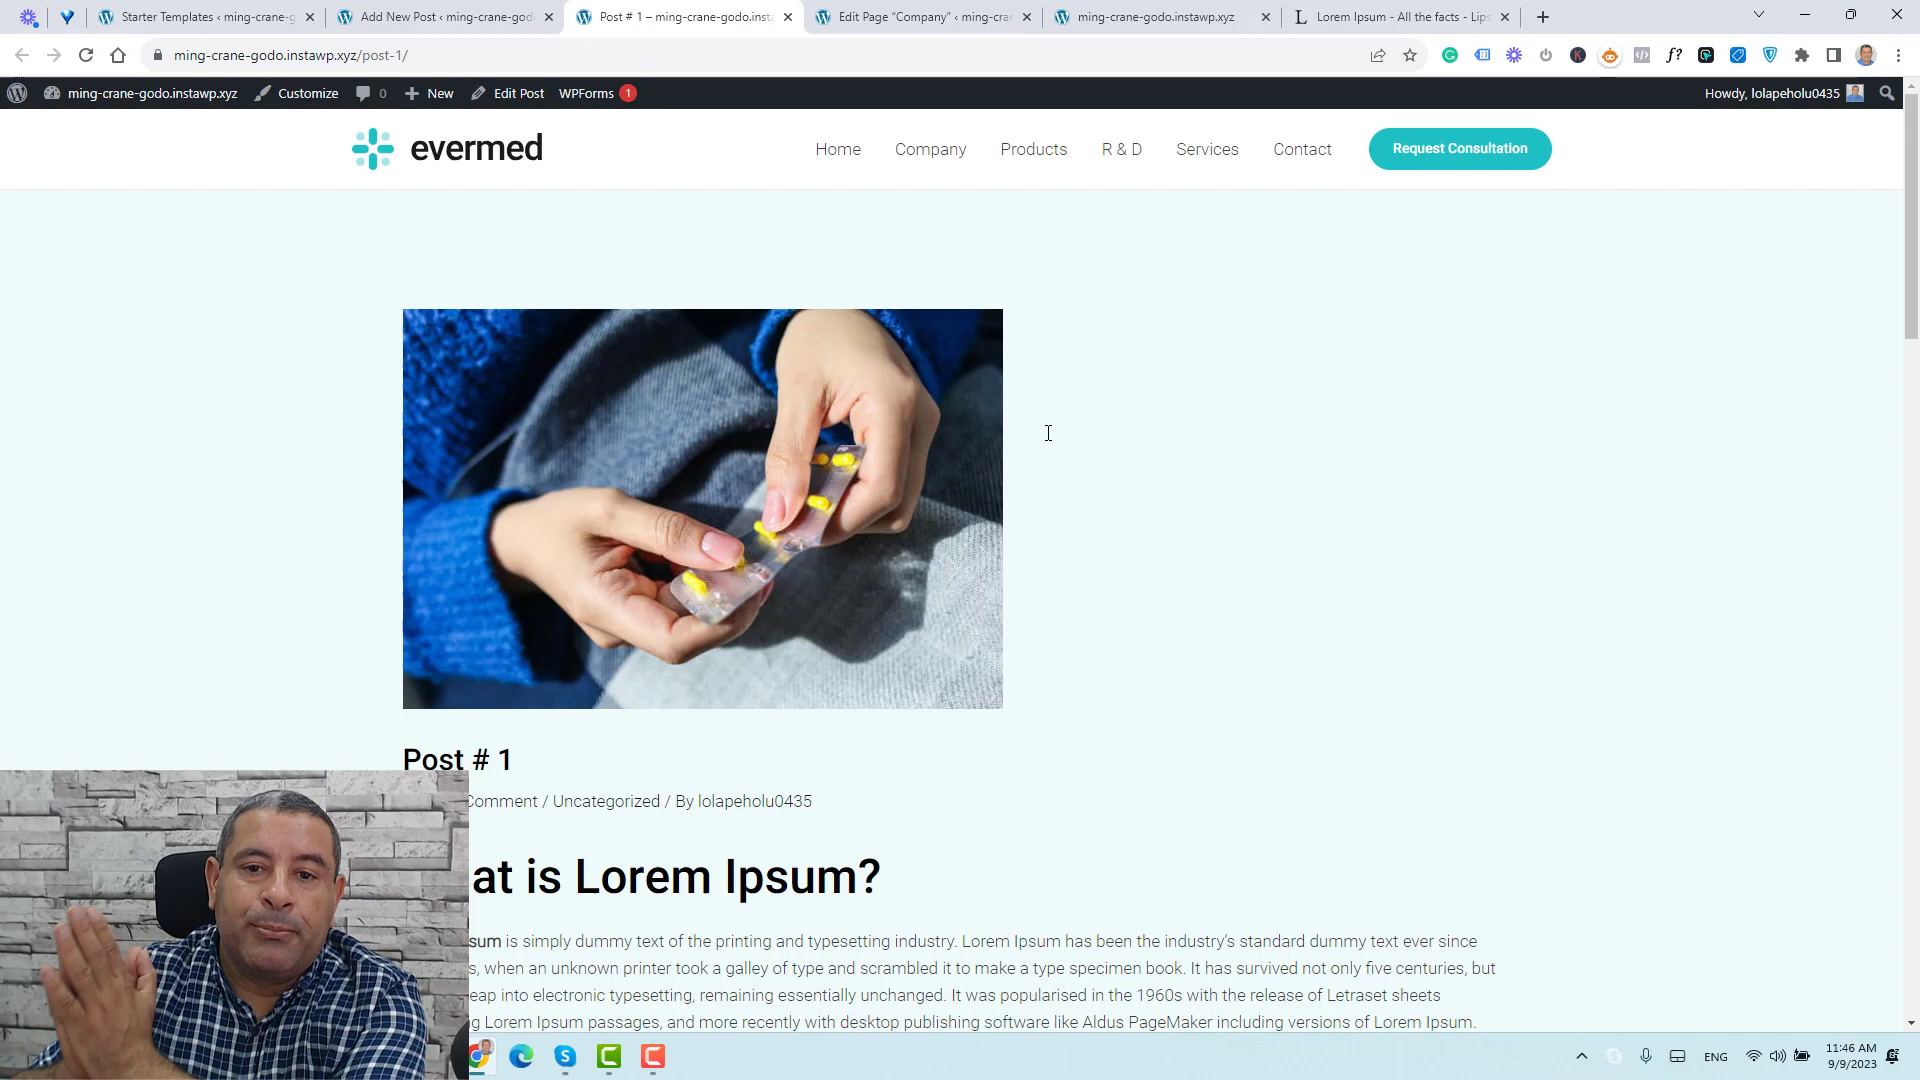 Starter Templates ‹ ming-crane-g
Add New Post ‹ ming-crane-god
Post # 1 – ming-crane-godo.insta
Edit Page “Company” ‹ ming-cra
ming-crane-godo.instawp.xyz
Lorem Ipsum - All the facts - Lips
ming-crane-godo.instawp.xyz/post-1/
ming-crane-godo.instawp.xyz
Customize
0
New
Edit Post
WPForms 1
Howdy, lolapeholu0435
evermed
Home
Company
Products
R & D
Services
Contact
Request Consultation
Post # 1
Comment / Uncategorized / By lolapeholu0435
at is Lorem Ipsum?
sum is simply dummy text of the printing and typesetting industry. Lorem Ipsum has been the industry’s standard dummy text ever since
s, when an unknown printer took a galley of type and scrambled it to make a type specimen book. It has survived not only five centuries, but
eap into electronic typesetting, remaining essentially unchanged. It was popularised in the 1960s with the release of Letraset sheets
g Lorem Ipsum passages, and more recently with desktop publishing software like Aldus PageMaker including versions of Lorem Ipsum.
ENG
11:46 AM
9/9/2023